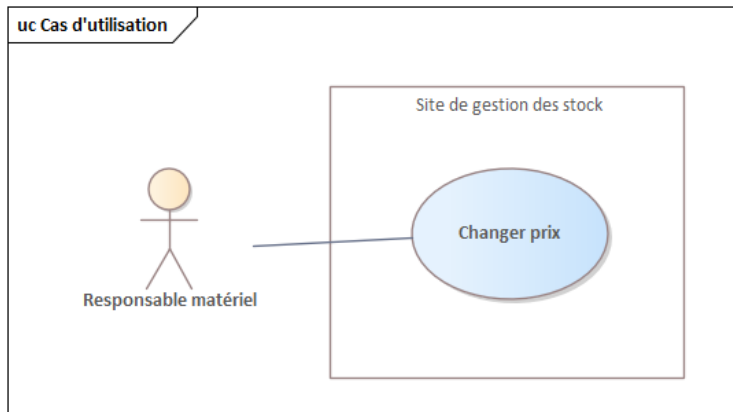 uc Cas d'utilisation
Site de gestion des stock
Changer prix
Responsable matériel